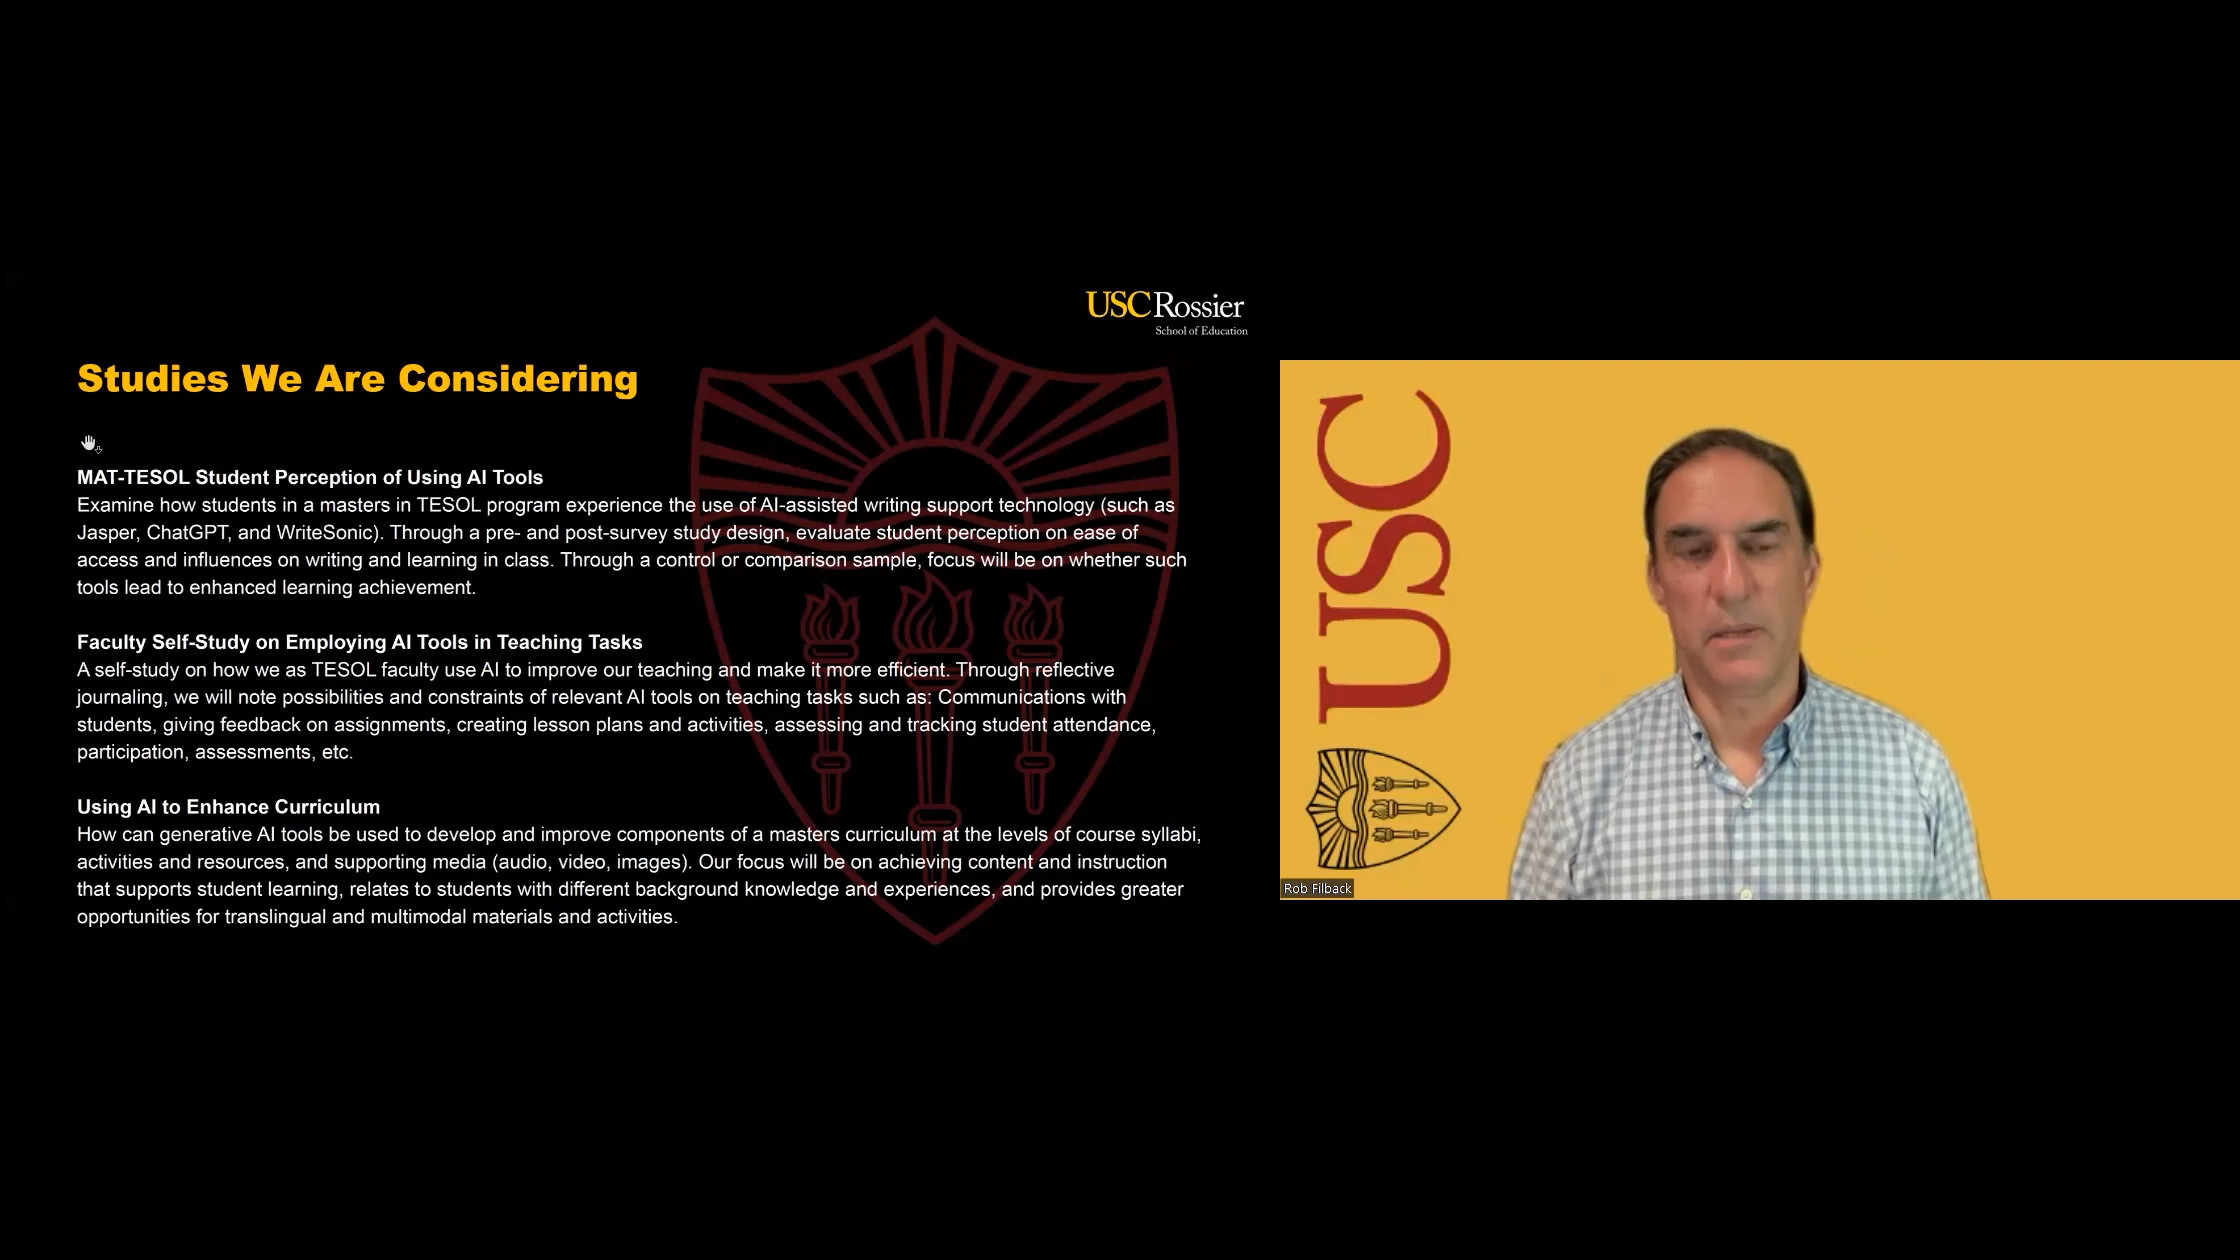 USC Rossier
School of Education
Studies We Are Considering
MAT-TESOL Student Perception of Using AI Tools
Examine how students in a masters in TESOL program experience the use of AI-assisted writing support technology (such as
Jasper, ChatGPT, and WriteSonic). Through a pre- and post-survey study design, evaluate student perception on ease of
access and influences on writing and learning in class. Through a control or comparison sample, focus will be on whether such
tools lead to enhanced learning achievement.
Faculty Self-Study on Employing AI Tools in Teaching Tasks
A self-study on how we as TESOL faculty use AI to improve our teaching and make it more efficient. Through reflective
journaling, we will note possibilities and constraints of relevant AI tools on teaching tasks such as: Communications with
students, giving feedback on assignments, creating lesson plans and activities, assessing and tracking student attendance,
participation, assessments, etc.
Using AI to Enhance Curriculum
How can generative AI tools be used to develop and improve components of a masters curriculum at the levels of course syllabi,
activities and resources, and supporting media (audio, video, images). Our focus will be on achieving content and instruction
that supports student learning, relates to students with different background knowledge and experiences, and provides greater
opportunities for translingual and multimodal materials and activities.
USC
Rob Filback